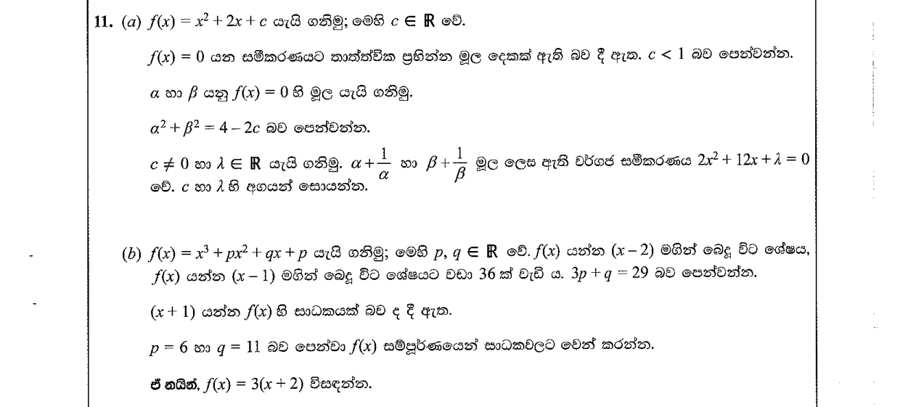 11. (a) f(x) = x² + 2x + c යැයි ගනිමු; මෙහි c ∈ ℝ වේ.
f(x) = 0 යන සමීකරණයට තාත්ත්වික ප්‍රභින්න මූල දෙකක් ඇති බව දී ඇත. c < 1 බව පෙන්වන්න.
α හා β යනු f(x) = 0 හි මූල යැයි ගනිමු.
α² + β² = 4 – 2c බව පෙන්වන්න.
c ≠ 0 හා λ ∈ ℝ යැයි ගනිමු. α + 1/α හා β + 1/β මූල ලෙස ඇති වර්ගජ සමීකරණය 2x² + 12x + λ = 0
වේ. c හා λ හි අගයන් සොයන්න.
(b) f(x) = x³ + px² + qx + p යැයි ගනිමු; මෙහි p, q ∈ ℝ වේ. f(x) යන්න (x – 2) මගින් බෙදූ විට ශේෂය,
f(x) යන්න (x – 1) මගින් බෙදූ විට ශේෂයට වඩා 36 ක් වැඩි ය. 3p + q = 29 බව පෙන්වන්න.
(x + 1) යන්න f(x) හි සාධකයක් බව ද දී ඇත.
p = 6 හා q = 11 බව පෙන්වා f(x) සම්පූර්ණයෙන් සාධකවලට වෙන් කරන්න.
ඒ නයින්, f(x) = 3(x + 2) විසඳන්න.